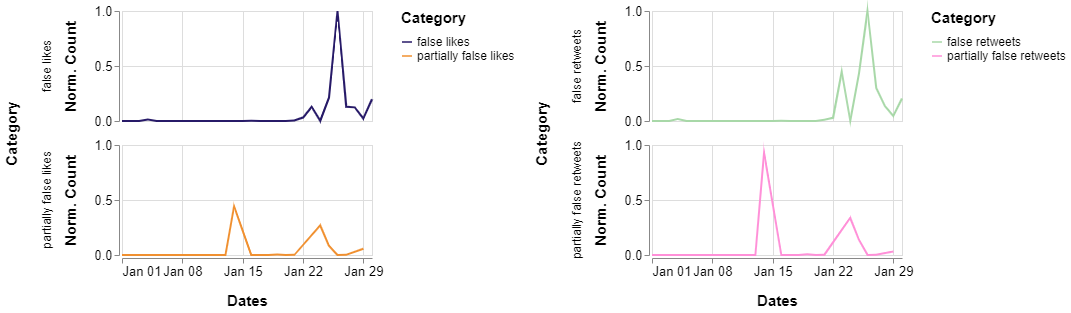 Category
false likes
Norm. Count
1.0
0.5
0.0
partially false likes
Norm. Count
1.0
0.5
0.0
Jan 01 Jan 08 Jan 15 Jan 22 Jan 29
Dates
Category
false likes
partially false likes
Category
false retweets
Norm. Count
1.0
0.5
0.0
partially false retweets
Norm. Count
1.0
0.5
0.0
Jan 01 Jan 08 Jan 15 Jan 22 Jan 29
Dates
Category
false retweets
partially false retweets